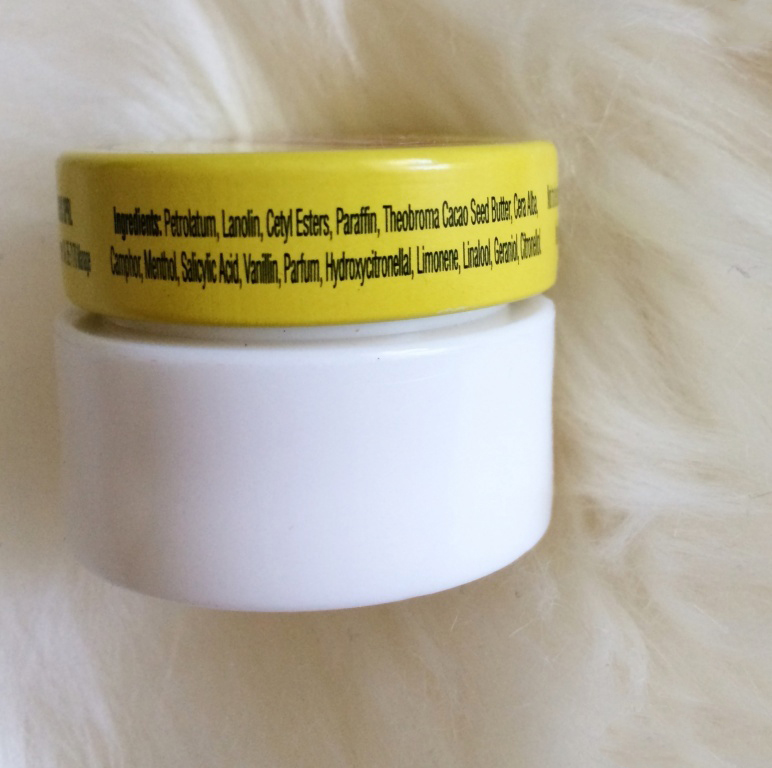 Ingredients: Petrolatum, Lanolin, Cetyl Esters, Paraffin, Theobroma Cacao Seed Butter, Cera Alba,
Camphor, Menthol, Salicylic Acid, Vanillin, Parfum, Hydroxycitronellal, Limonene, Linalool, Geraniol, Citronellol.